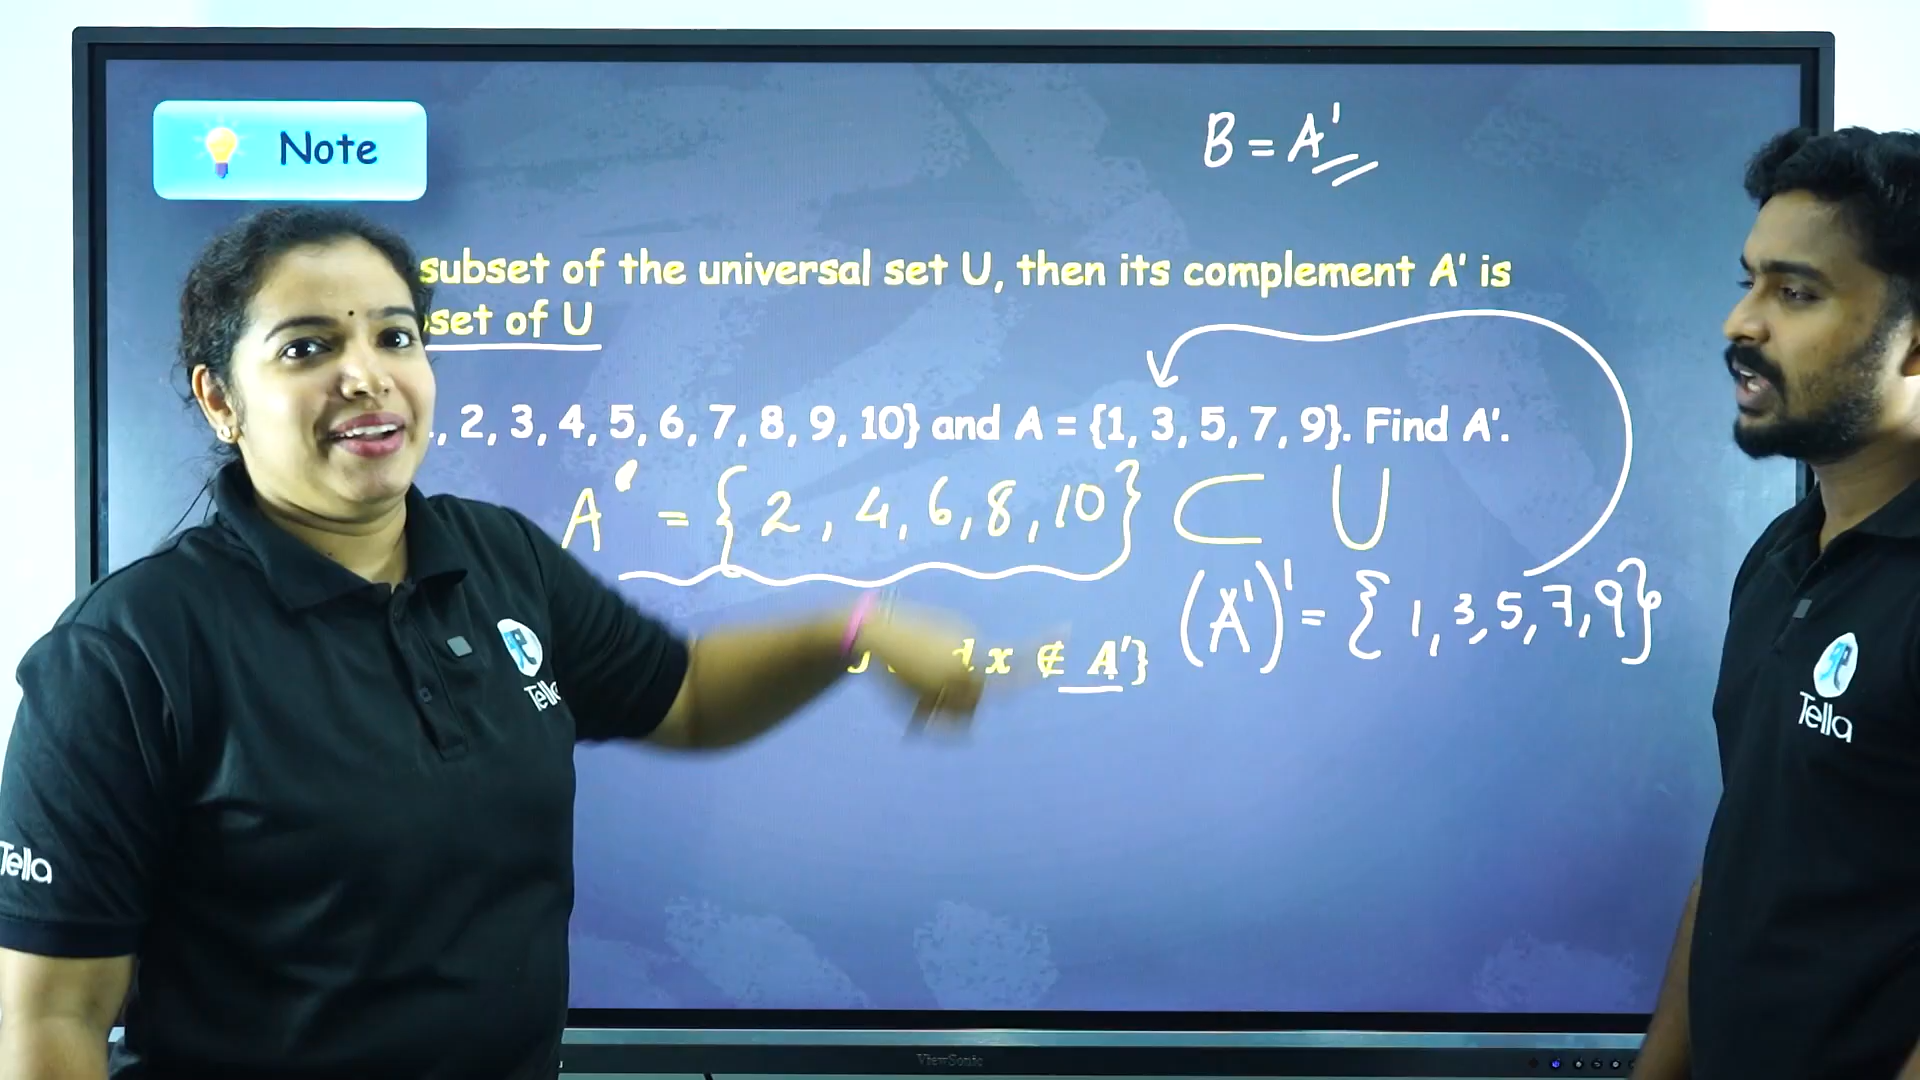 Note
B = A'
subset of the universal set U, then its complement A' is
set of U
, 2, 3, 4, 5, 6, 7, 8, 9, 10} and A = {1, 3, 5, 7, 9}. Find A'.
A' = {2, 4, 6, 8, 10} ⊂ U
(A')' = {1, 3, 5, 7, 9}
x ∉ A'}
Tella
Tella
Tella
ViewSonic